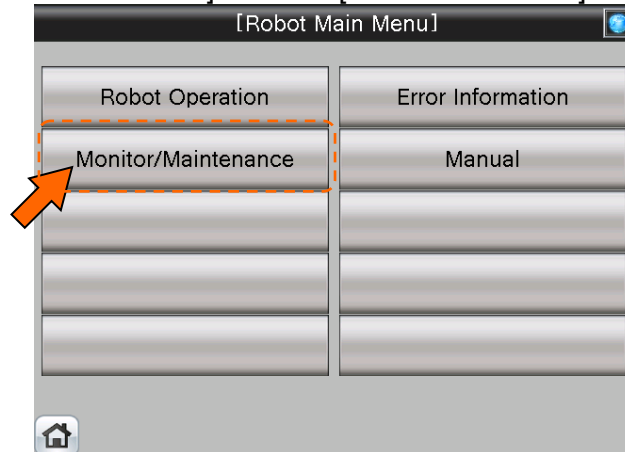 [Robot Main Menu]
Robot Operation
Error Information
Monitor/Maintenance
Manual